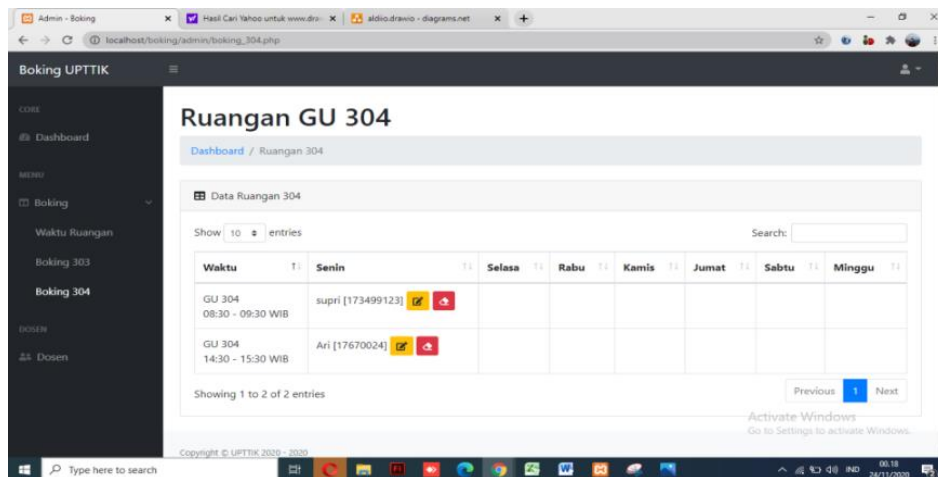 Admin - Boking
Hasil Cari Yahoo untuk www.dro
aldiio.drawio - diagrams.net
localhost/boking/admin/boking_304.php
Boking UPTTIK
CORE
Dashboard
MENU
Boking
Waktu Ruangan
Boking 303
Boking 304
DOSEN
Dosen
Ruangan GU 304
Dashboard / Ruangan 304
Data Ruangan 304
Show 10 entries
Search:
Waktu Senin Selasa Rabu Kamis Jumat Sabtu Minggu
GU 304
08:30 - 09:30 WIB
supri [173499123]
GU 304
14:30 - 15:30 WIB
Ari [17670024]
Showing 1 to 2 of 2 entries
Previous 1 Next
Activate Windows
Go to Settings to activate Windows.
Copyright © UPTTIK 2020 - 2020
Type here to search
IND
00.18
24/11/2020